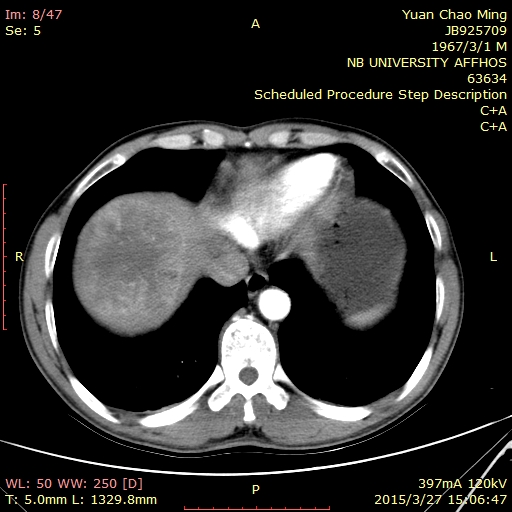 Im: 8/47
Se: 5
A
Yuan Chao Ming
JB925709
1967/3/1 M
NB UNIVERSITY AFFHOS
63634
Scheduled Procedure Step Description
C+A
C+A
R
L
WL: 50 WW: 250 [D]
T: 5.0mm L: 1329.8mm
P
397mA 120kV
2015/3/27 15:06:47